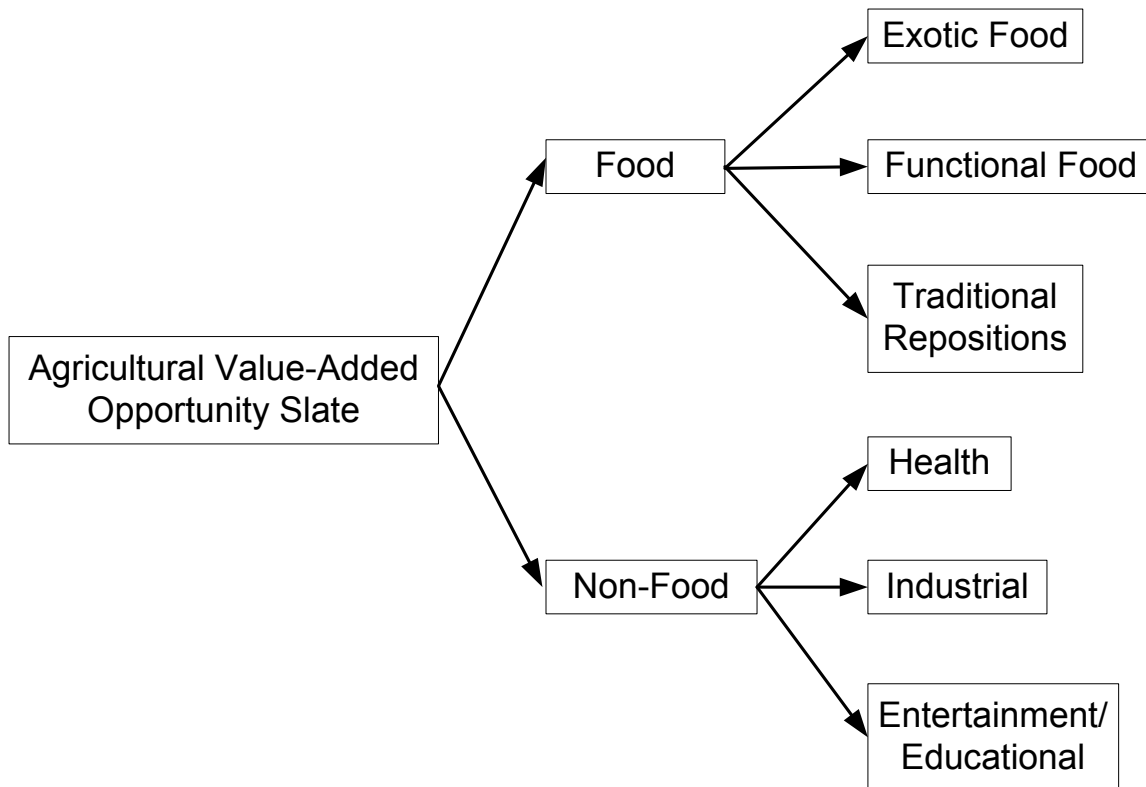 Exotic Food
Food
Functional Food
Traditional
Repositions
Agricultural Value-Added
Opportunity Slate
Health
Non-Food
Industrial
Entertainment/
Educational